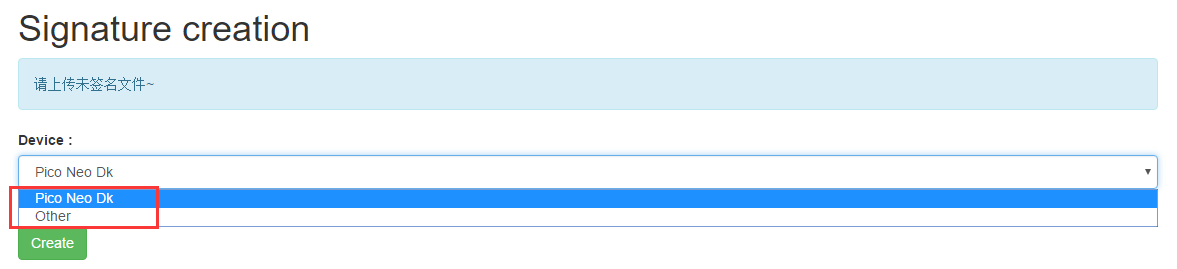 Signature creation
请上传未签名文件~
Device :
Pico Neo Dk
Pico Neo Dk
Other
Create